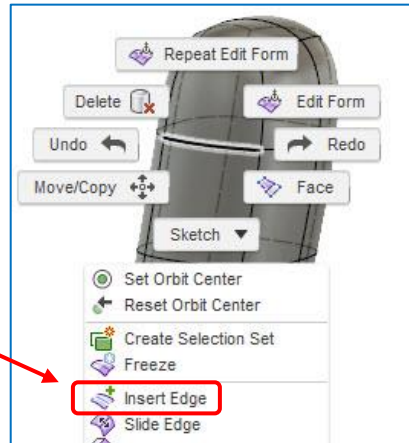 Repeat Edit Form
Delete
Edit Form
Undo
Redo
Move/Copy
Face
Sketch
Set Orbit Center
Reset Orbit Center
Create Selection Set
Freeze
Insert Edge
Slide Edge